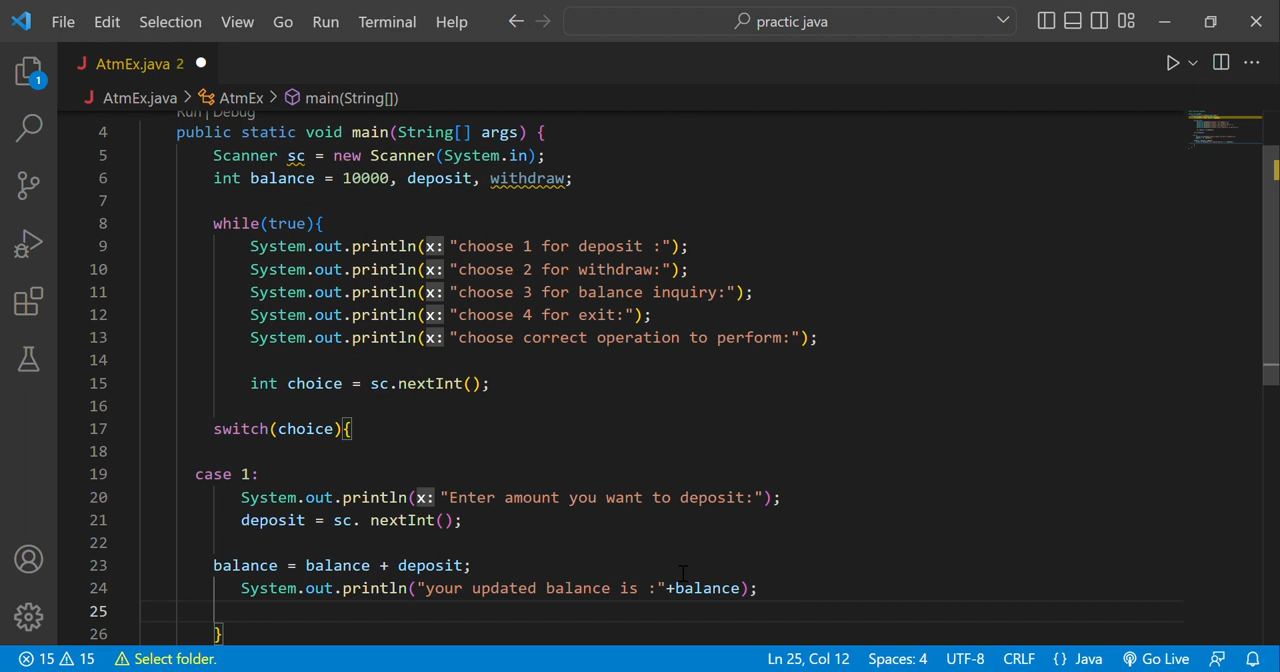 File Edit Selection View Go Run Terminal Help practic java
1 AtmEx.java 2
AtmEx.java > AtmEx > main(String[])
Run | Debug
4 public static void main(String[] args) {
5 Scanner sc = new Scanner(System.in);
6 int balance = 10000, deposit, withdraw;
7
8 while(true){
9 System.out.println(x: "choose 1 for deposit :");
10 System.out.println(x: "choose 2 for withdraw:");
11 System.out.println(x: "choose 3 for balance inquiry:");
12 System.out.println(x: "choose 4 for exit:");
13 System.out.println(x: "choose correct operation to perform:");
14
15 int choice = sc.nextInt();
16
17 switch(choice){
18
19 case 1:
20 System.out.println(x: "Enter amount you want to deposit:");
21 deposit = sc. nextInt();
22
23 balance = balance + deposit;
24 System.out.println("your updated balance is :"+balance);
25
26 }
15 15 Select folder. Ln 25, Col 12 Spaces: 4 UTF-8 CRLF {} Java Go Live